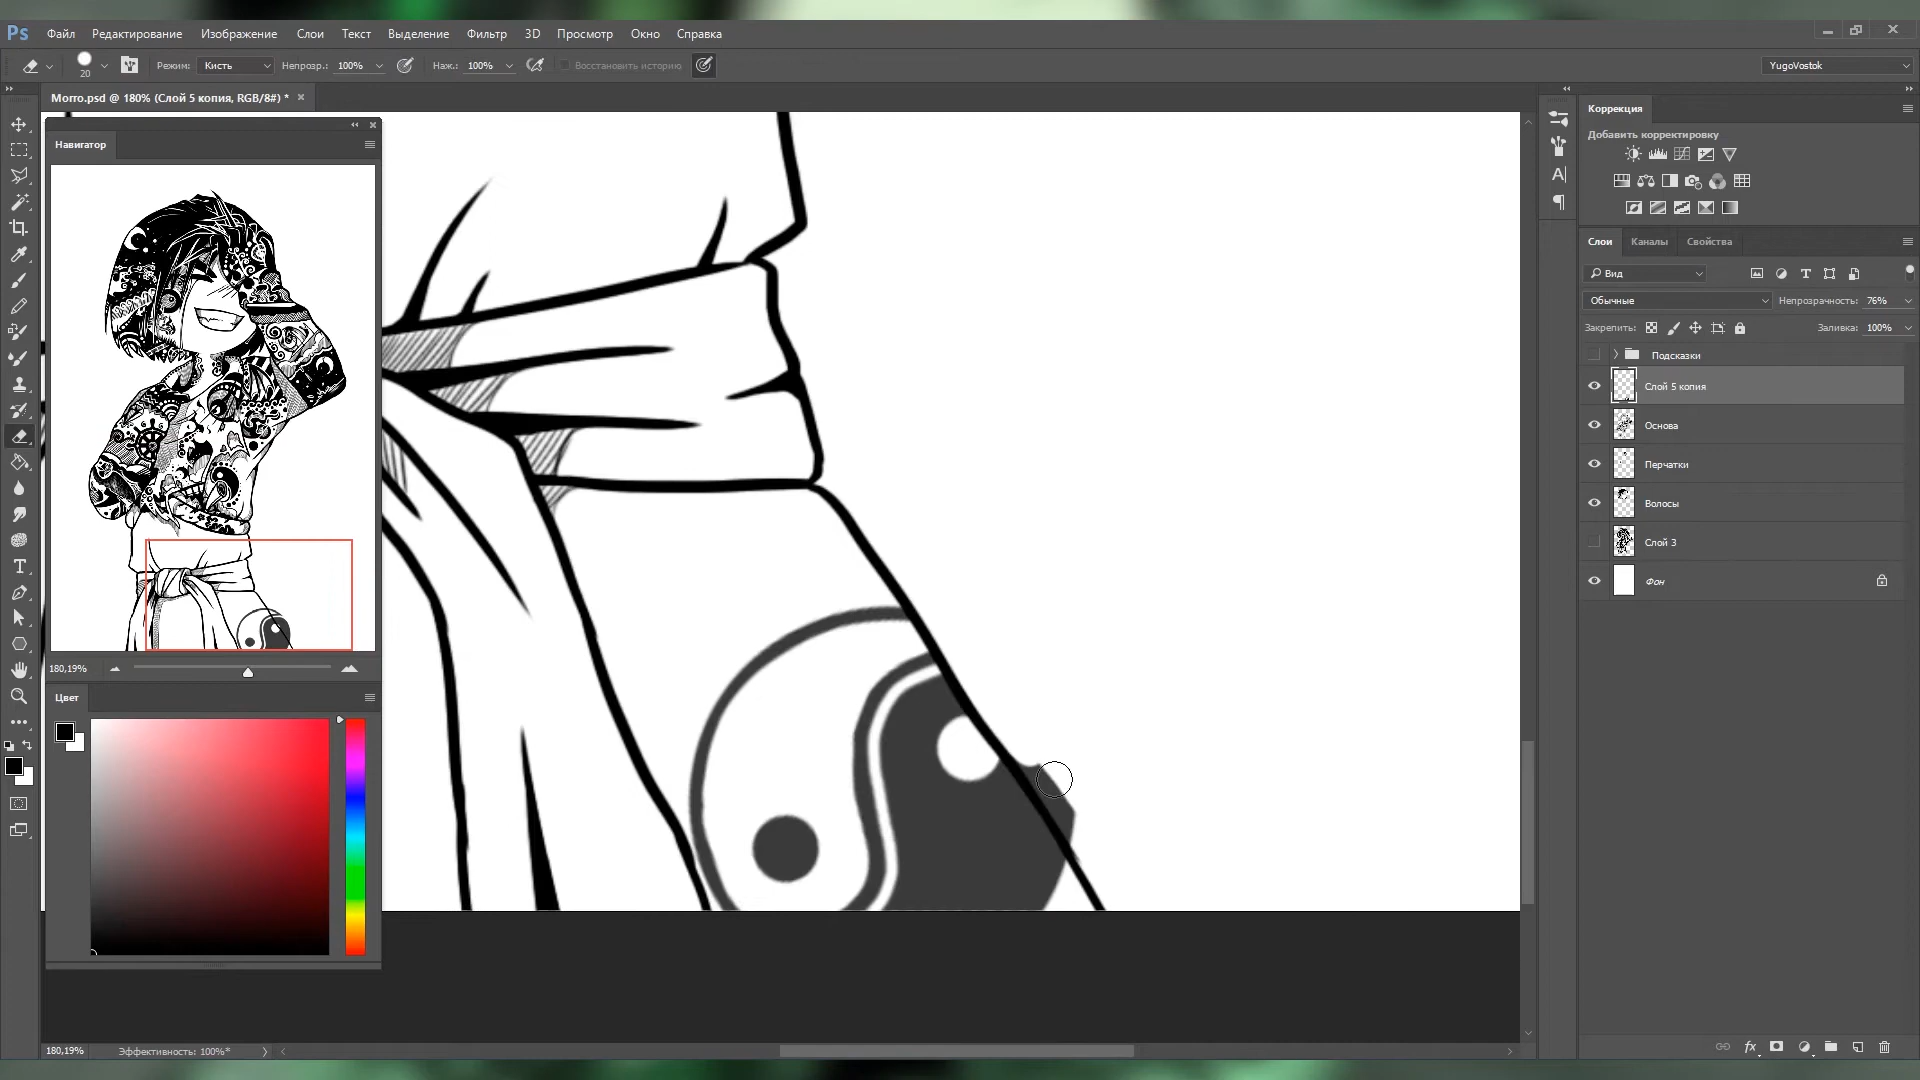 Ps Файл Редактирование Изображение Слои Текст Выделение Фильтр 3D Просмотр Окно Справка
20 Режим: Кисть Непрозр.: 100% Наж.: 100% Восстановить историю YugoVostok
Morro.psd @ 180% (Слой 5 копия, RGB/8#) *
Навигатор
180,19%
Цвет
Коррекция
Добавить корректировку
Слои Каналы Свойства
Вид
Обычные Непрозрачность: 76%
Закрепить: Заливка: 100%
Подсказки
Слой 5 копия
Основа
Перчатки
Волосы
Слой 3
Фон
180,19% Эффективность: 100%*